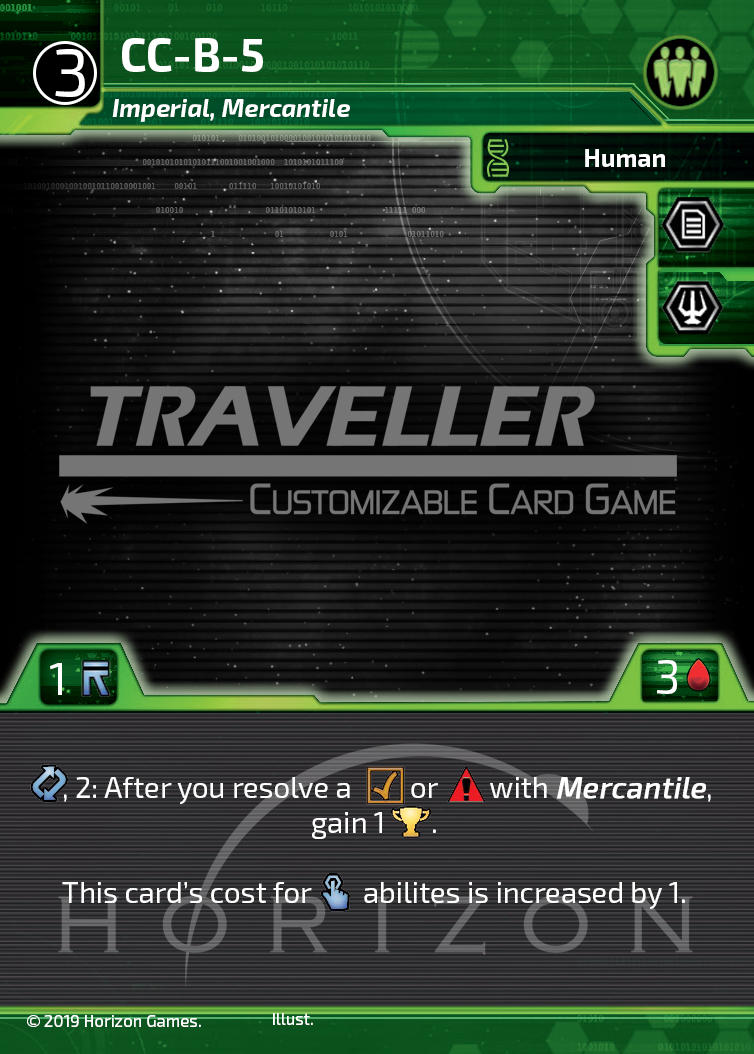 CC-B-5
3
Imperial, Mercantile
Human
TRAVELLER
CUSTOMIZABLE CARD GAME
1
3
, 2: After you resolve a or with Mercantile,
gain 1 .
This card's cost for abilites is increased by 1.
HORIZON
© 2019 Horizon Games.
Illust.